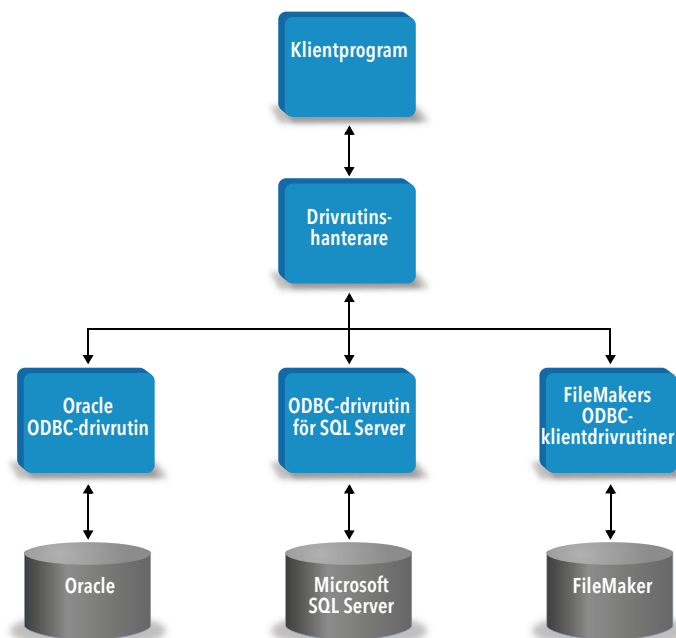 Klientprogram
Drivrutins-
hanterare
Oracle
ODBC-drivrutin
ODBC-drivrutin
för SQL Server
FileMakers
ODBC-
klientdrivrutiner
Oracle
Microsoft
SQL Server
FileMaker